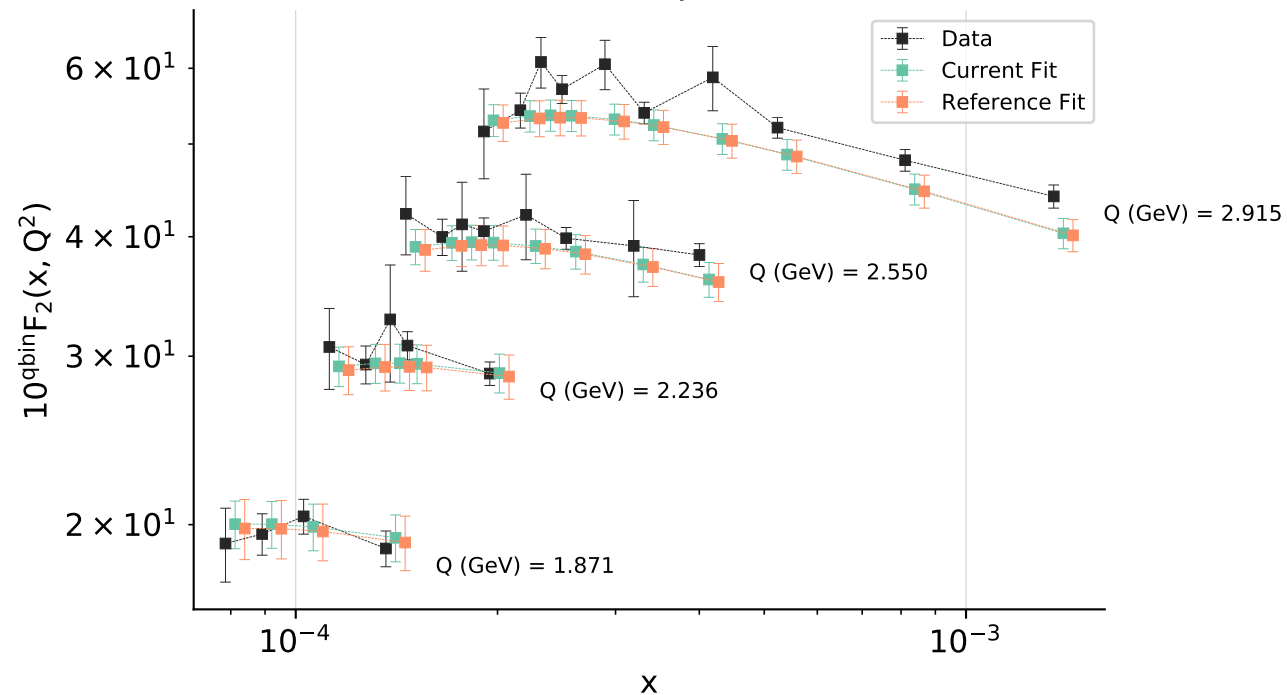 6 × 10¹
4 × 10¹
3 × 10¹
2 × 10¹
10^qbin F₂(x, Q²)
Data
Current Fit
Reference Fit
Q (GeV) = 2.915
Q (GeV) = 2.550
Q (GeV) = 2.236
Q (GeV) = 1.871
10⁻⁴
10⁻³
x